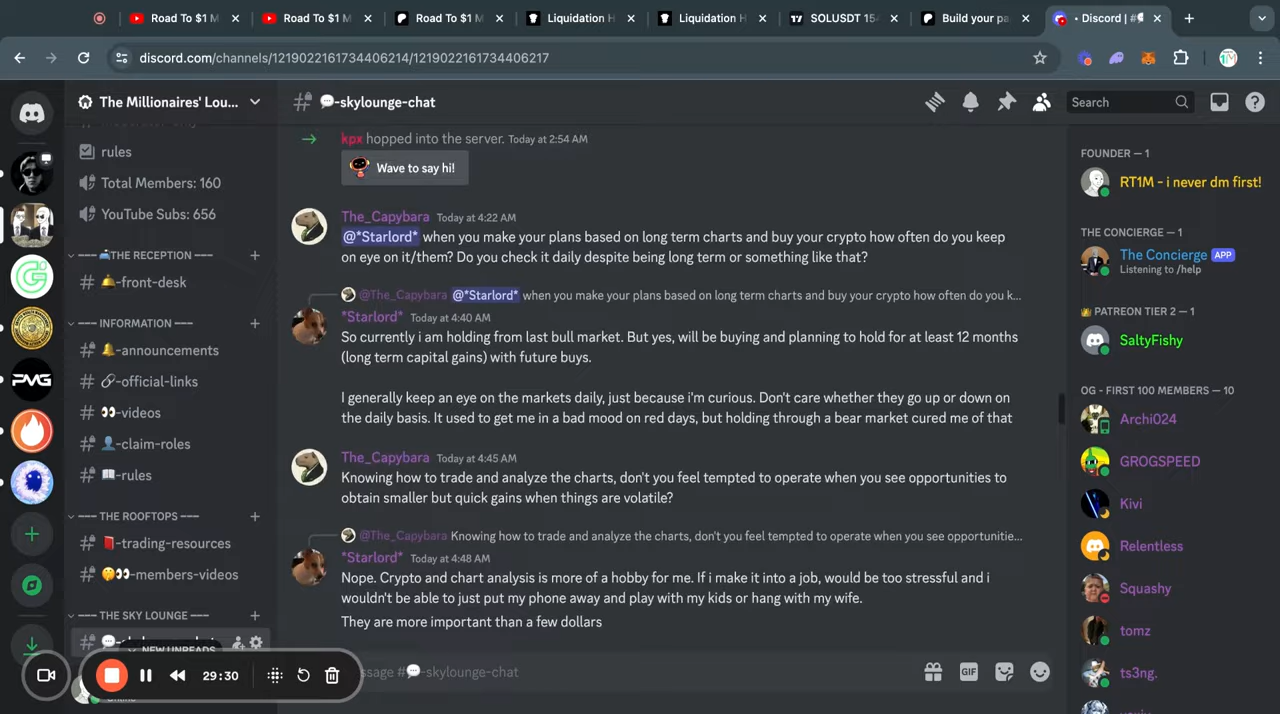 Road To $1 M
Road To $1 M
Road To $1 M
Liquidation H
Liquidation H
SOLUSDT 154
Build your pa
• Discord | #
discord.com/channels/1219022161734406214/1219022161734406217
The Millionaires' Lou...
rules
Total Members: 160
YouTube Subs: 656
THE RECEPTION
🔔-front-desk
INFORMATION
🔔-announcements
🔗-official-links
👀-videos
👤-claim-roles
📖-rules
THE ROOFTOPS
📕-trading-resources
🤫👀-members-videos
THE SKY LOUNGE
NEW UNREADS
Online
29:30
💬-skylounge-chat
Search
kpx hopped into the server. Today at 2:54 AM
Wave to say hi!
The_Capybara Today at 4:22 AM
@*Starlord* when you make your plans based on long term charts and buy your crypto how often do you keep
on eye on it/them? Do you check it daily despite being long term or something like that?
@The_Capybara @*Starlord* when you make your plans based on long term charts and buy your crypto how often do you k...
*Starlord* Today at 4:40 AM
So currently i am holding from last bull market. But yes, will be buying and planning to hold for at least 12 months
(long term capital gains) with future buys.
I generally keep an eye on the markets daily, just because i'm curious. Don't care whether they go up or down on
the daily basis. It used to get me in a bad mood on red days, but holding through a bear market cured me of that
The_Capybara Today at 4:45 AM
Knowing how to trade and analyze the charts, don't you feel tempted to operate when you see opportunities to
obtain smaller but quick gains when things are volatile?
@The_Capybara Knowing how to trade and analyze the charts, don't you feel tempted to operate when you see opportunitie...
*Starlord* Today at 4:48 AM
Nope. Crypto and chart analysis is more of a hobby for me. If i make it into a job, would be too stressful and i
wouldn't be able to just put my phone away and play with my kids or hang with my wife.
They are more important than a few dollars
#💬-skylounge-chat
GIF
FOUNDER — 1
RT1M - i never dm first!
THE CONCIERGE — 1
The Concierge APP
Listening to /help
👑 PATREON TIER 2 — 1
SaltyFishy
OG - FIRST 100 MEMBERS — 10
Archi024
GROGSPEED
Kivi
Relentless
Squashy
tomz
ts3ng.